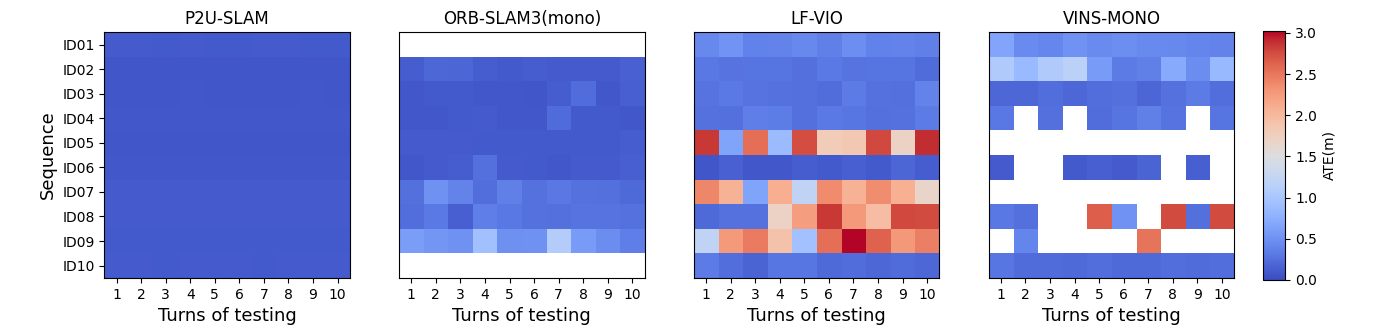 P2U-SLAM
ORB-SLAM3(mono)
LF-VIO
VINS-MONO
Sequence
ID01
ID02
ID03
ID04
ID05
ID06
ID07
ID08
ID09
ID10
1 2 3 4 5 6 7 8 9 10
1 2 3 4 5 6 7 8 9 10
1 2 3 4 5 6 7 8 9 10
1 2 3 4 5 6 7 8 9 10
Turns of testing
Turns of testing
Turns of testing
Turns of testing
3.0
2.5
2.0
1.5
1.0
0.5
0.0
ATE(m)